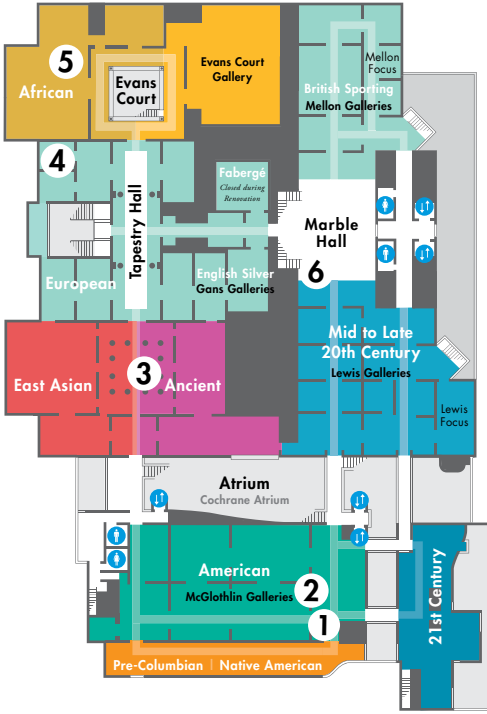 5
African
Evans
Court
Evans Court
Gallery
Mellon
Focus
British Sporting
Mellon Galleries
4
Fabergé
Closed during
Renovation
Tapestry Hall
Marble
Hall
European
English Silver
Gans Galleries
6
Mid to Late
20th Century
Lewis Galleries
East Asian
3
Ancient
Lewis
Focus
Atrium
Cochrane Atrium
American
McGlothlin Galleries
2
1
21st Century
Pre-Columbian | Native American